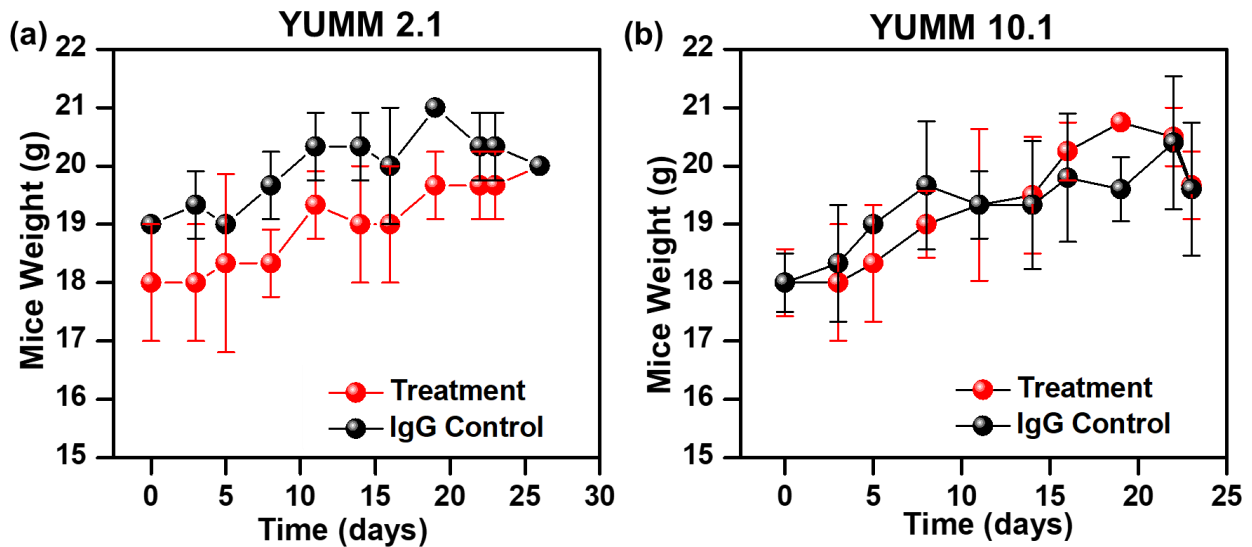 (a)
YUMM 2.1
Mice Weight (g)
22
21
20
19
18
17
16
15
Treatment
IgG Control
0 5 10 15 20 25 30
Time (days)
(b)
YUMM 10.1
Mice Weight (g)
22
21
20
19
18
17
16
15
Treatment
IgG Control
0 5 10 15 20 25
Time (days)